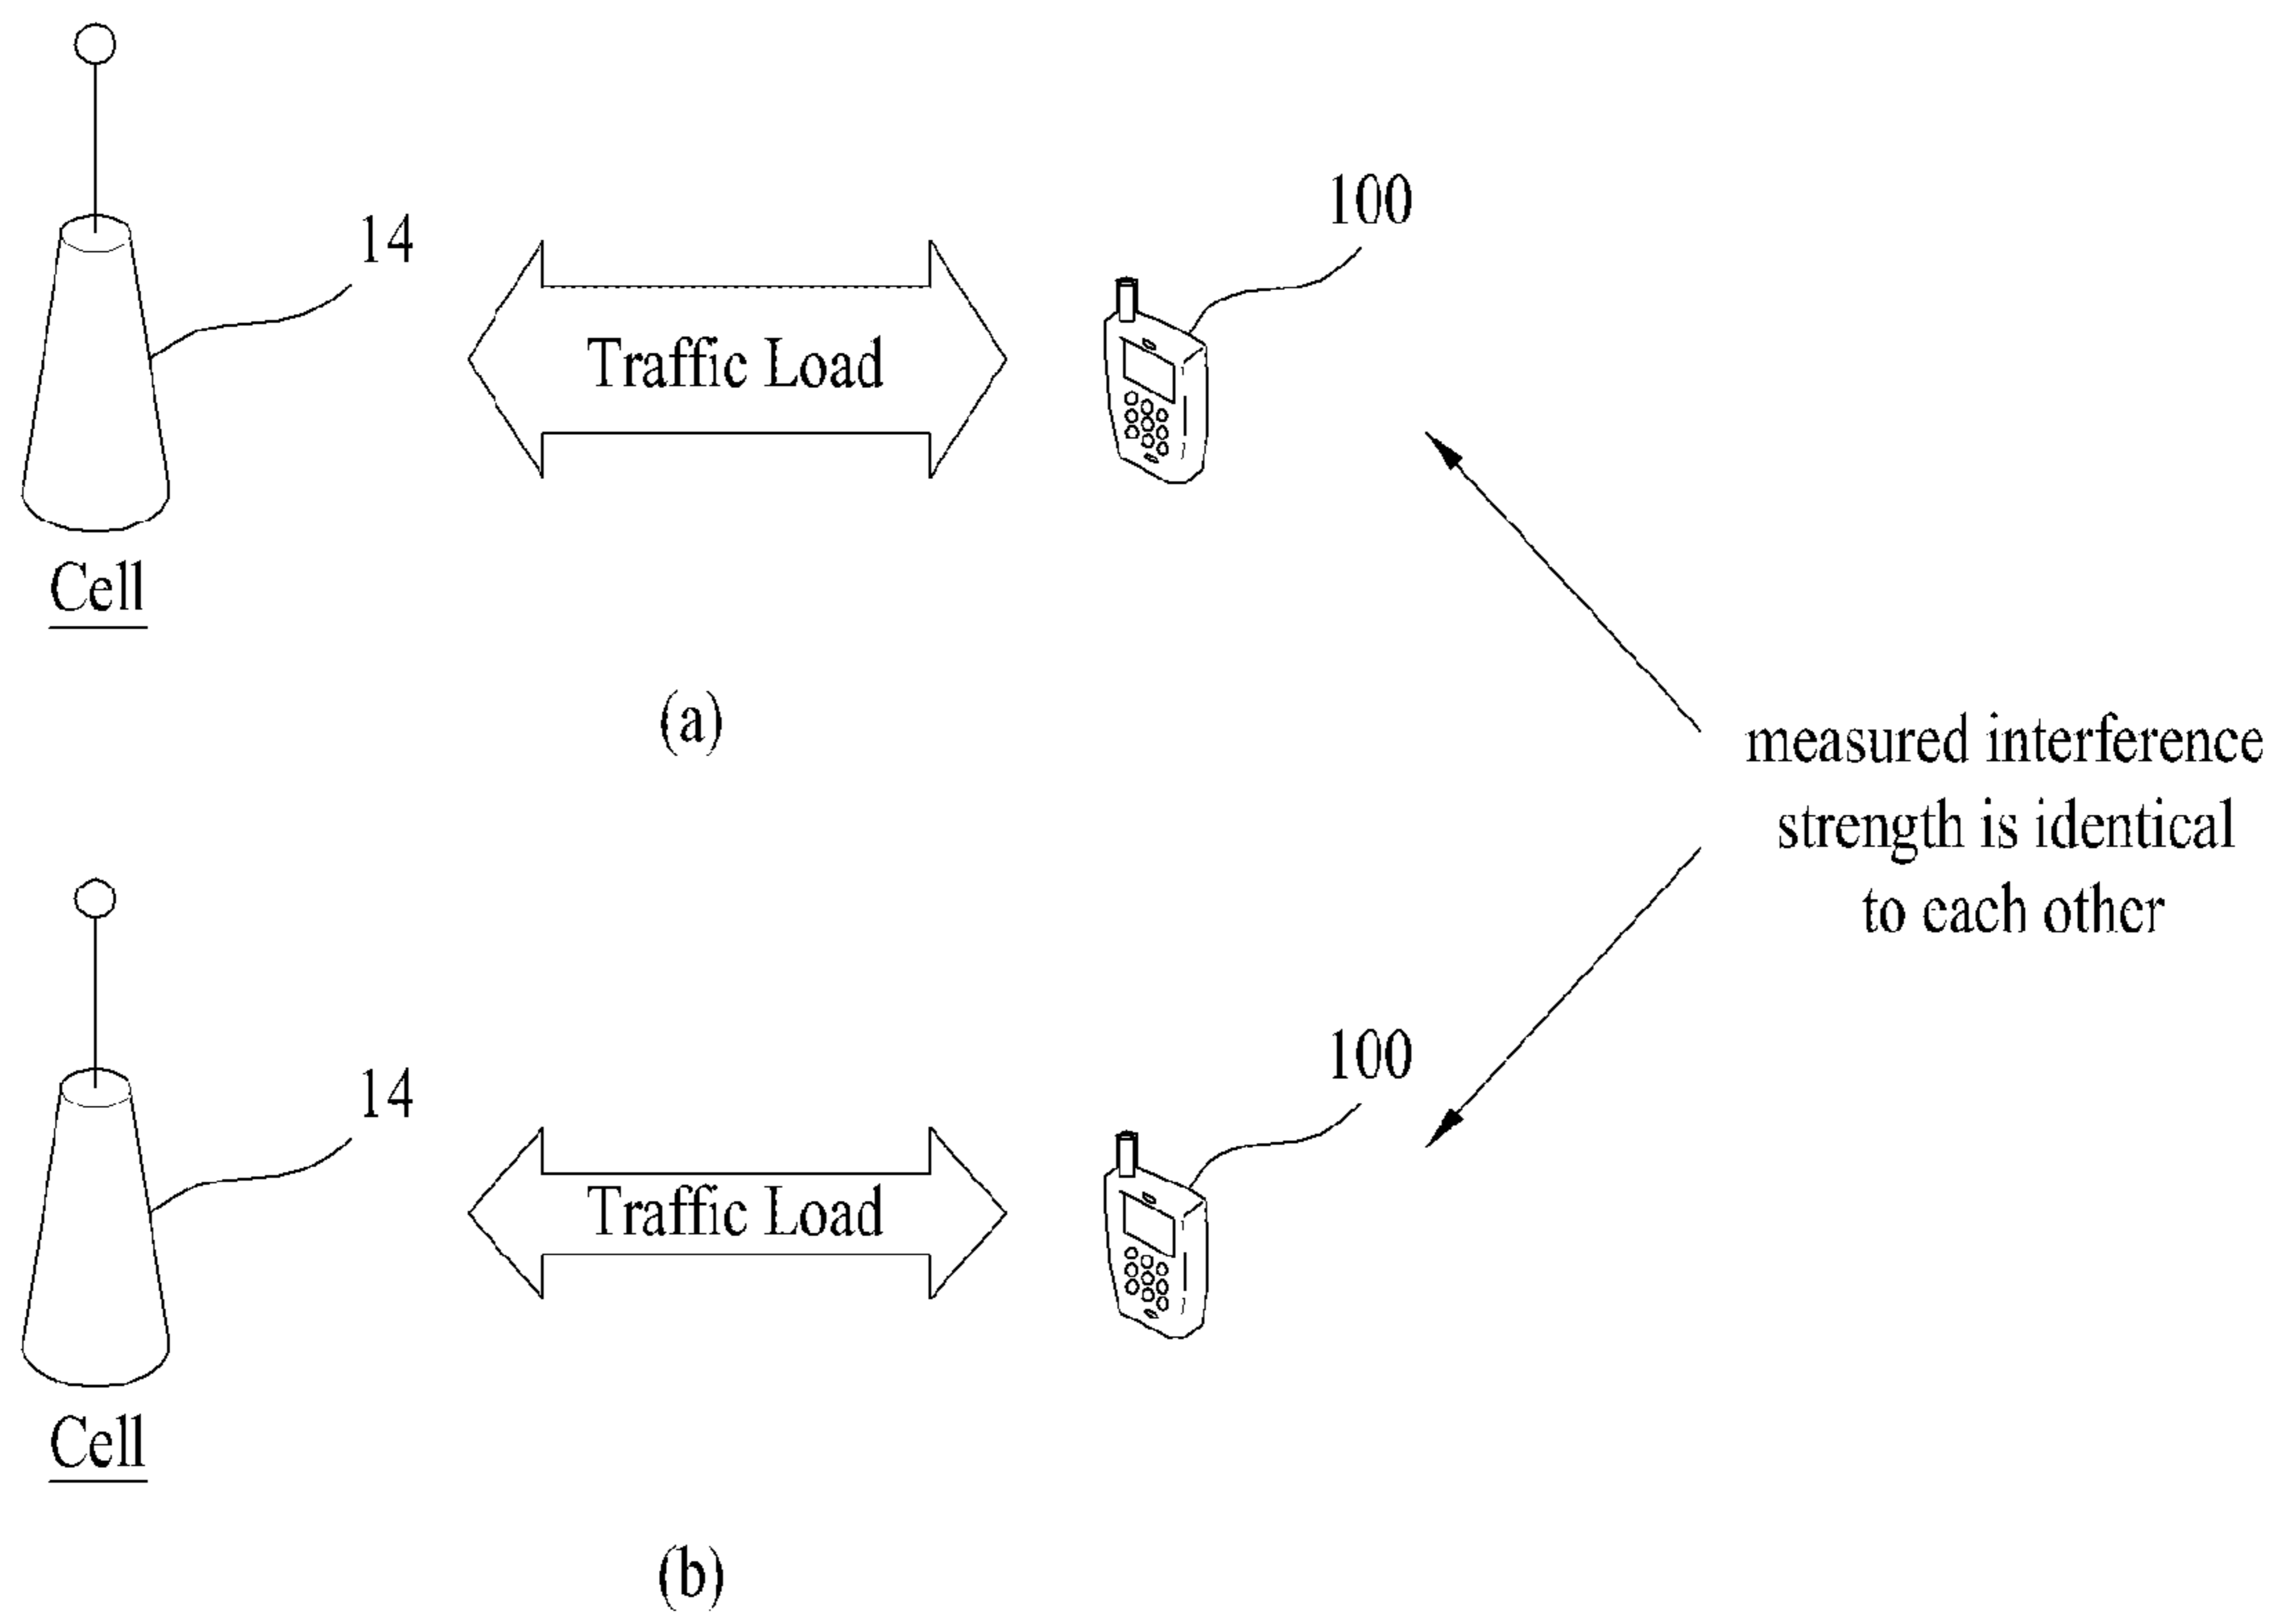 14
100
Traffic Load
Cell
(a)
measured interference
strength is identical
to each other
14
100
Traffic Load
Cell
(b)